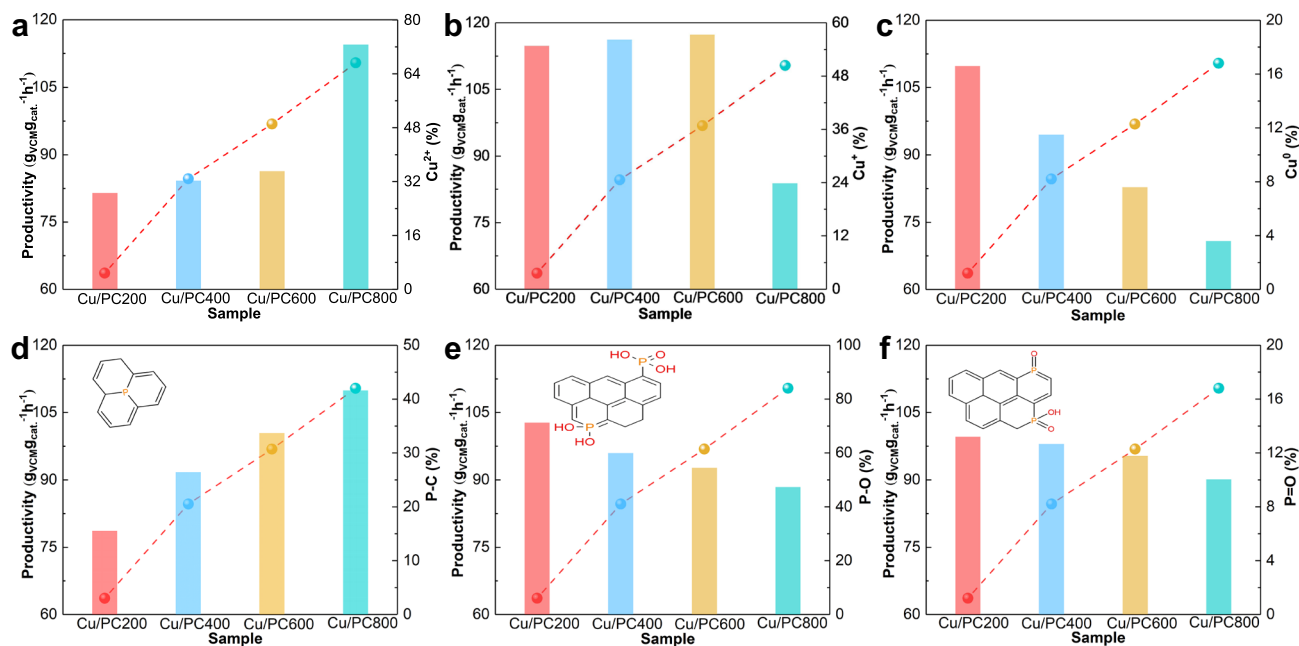 a
Productivity (gVCMgcat.-1h-1)
120
105
90
75
60
80
64
48
32
16
0
Cu2+ (%)
Cu/PC200 Cu/PC400 Cu/PC600 Cu/PC800
Sample
b
Productivity (gVCMgcat.-1h-1)
120
105
90
75
60
60
48
36
24
12
0
Cu+ (%)
Cu/PC200 Cu/PC400 Cu/PC600 Cu/PC800
Sample
c
Productivity (gVCMgcat.-1h-1)
120
105
90
75
60
20
16
12
8
4
0
Cu0 (%)
Cu/PC200 Cu/PC400 Cu/PC600 Cu/PC800
Sample
d
Productivity (gVCMgcat.-1h-1)
120
105
90
75
60
P
50
40
30
20
10
0
P-C (%)
Cu/PC200 Cu/PC400 Cu/PC600 Cu/PC800
Sample
e
Productivity (gVCMgcat.-1h-1)
120
105
90
75
60
HO O
P
OH
HO P
HO
100
80
60
40
20
0
P-O (%)
Cu/PC200 Cu/PC400 Cu/PC600 Cu/PC800
Sample
f
Productivity (gVCMgcat.-1h-1)
120
105
90
75
60
O
P
OH
P
O
20
16
12
8
4
0
P=O (%)
Cu/PC200 Cu/PC400 Cu/PC600 Cu/PC800
Sample